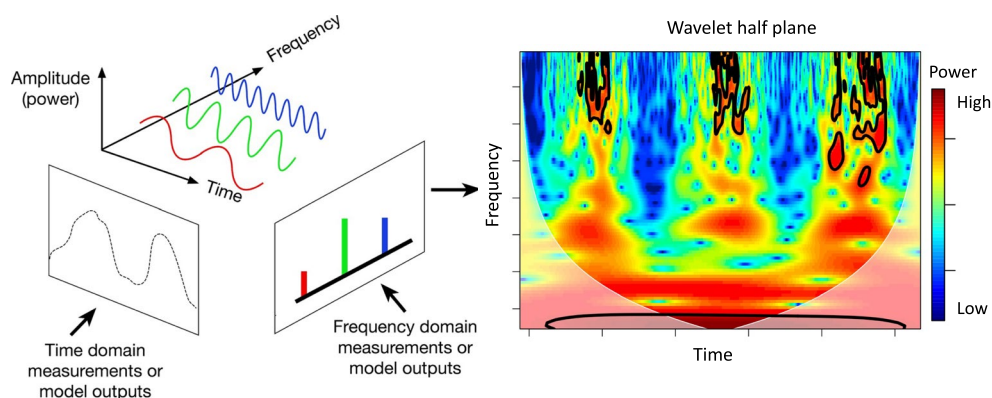 Amplitude
(power)
Frequency
Time
Time domain
measurements or
model outputs
Frequency domain
measurements or
model outputs
Wavelet half plane
Frequency
Time
Power
High
Low